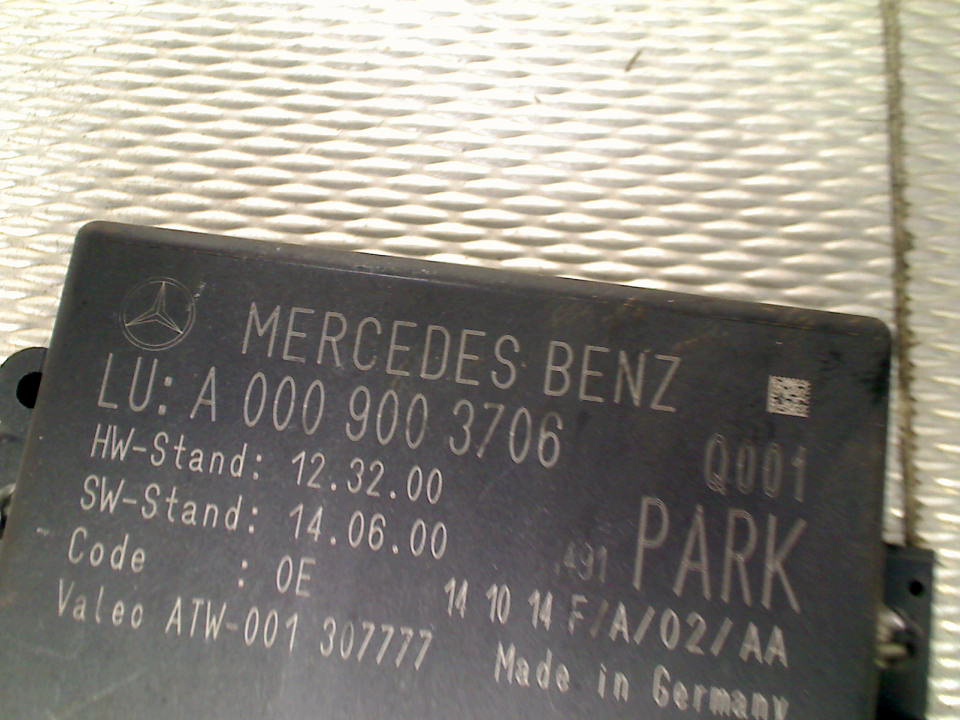 MERCEDES BENZ
LU: A 000 900 3706
Q001
HW-Stand: 12.32.00
SW-Stand: 14.06.00
PARK
491
Code : 0E
14 10 14 F/A/02/AA
Valeo ATW-001 307777
Made in Germany